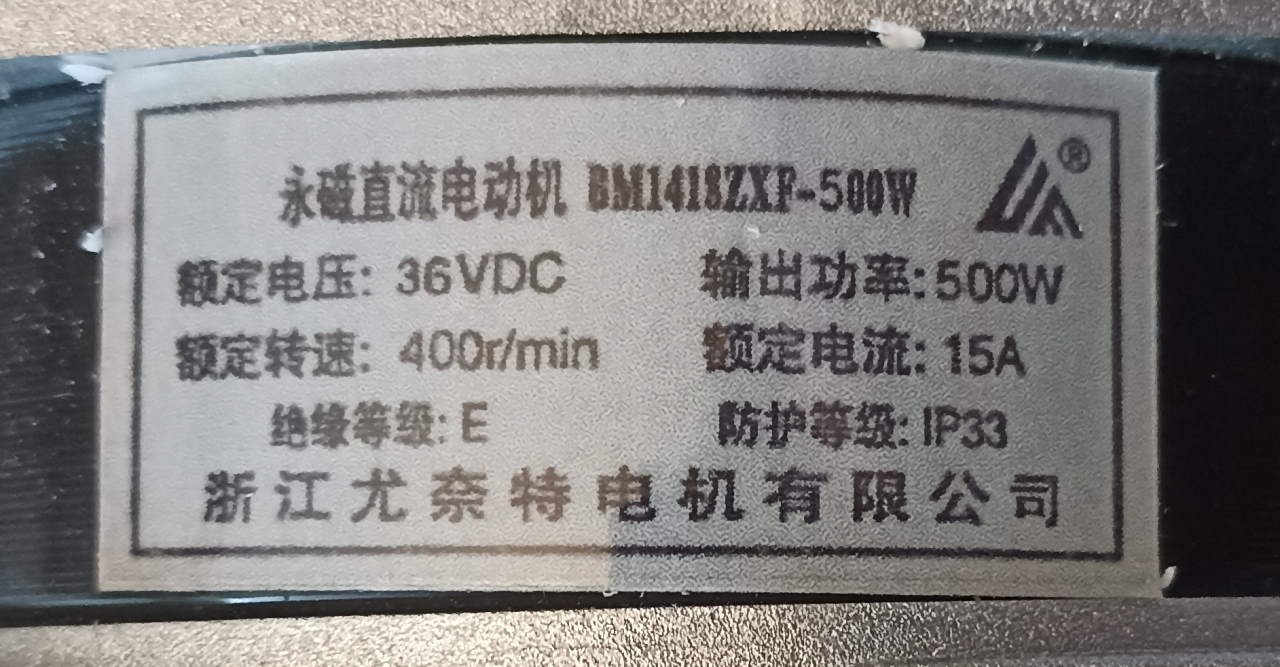 永磁直流电动机 BM1418ZXF-500W ®
额定电压: 36VDC 输出功率: 500W
额定转速: 400r/min 额定电流: 15A
绝缘等级: E 防护等级: IP33
浙江尤奈特电机有限公司